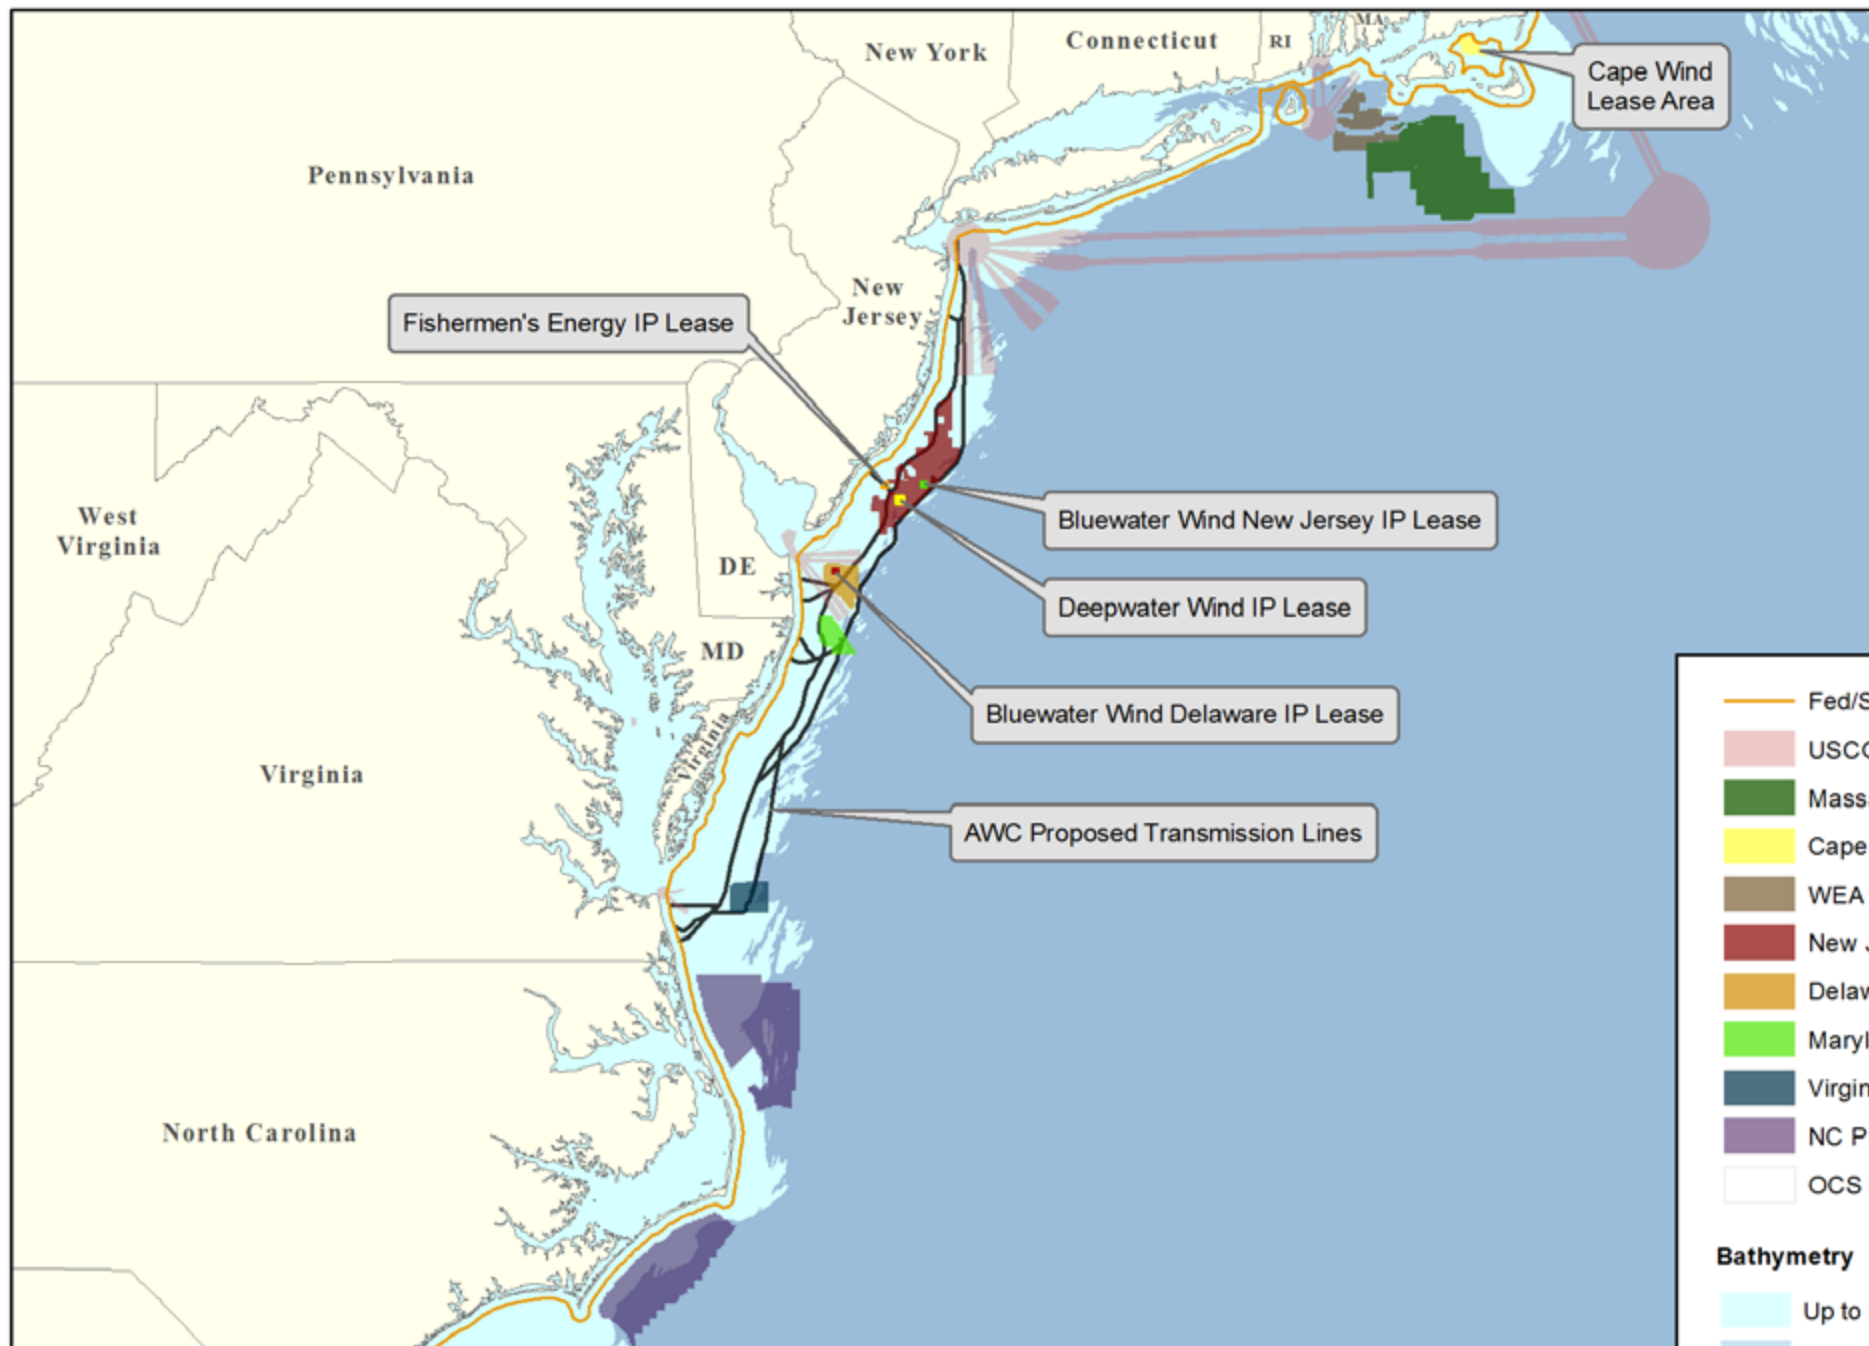 MA
New York
Connecticut
RI
Cape Wind
Lease Area
Pennsylvania
New
Jersey
Fishermen's Energy IP Lease
West
Virginia
Bluewater Wind New Jersey IP Lease
DE
Deepwater Wind IP Lease
MD
Bluewater Wind Delaware IP Lease
Virginia
Virginia
AWC Proposed Transmission Lines
North Carolina
Fed/S
USCG
Massa
Cape
WEA
New J
Delaw
Maryl
Virgin
NC P
OCS
Bathymetry
Up to